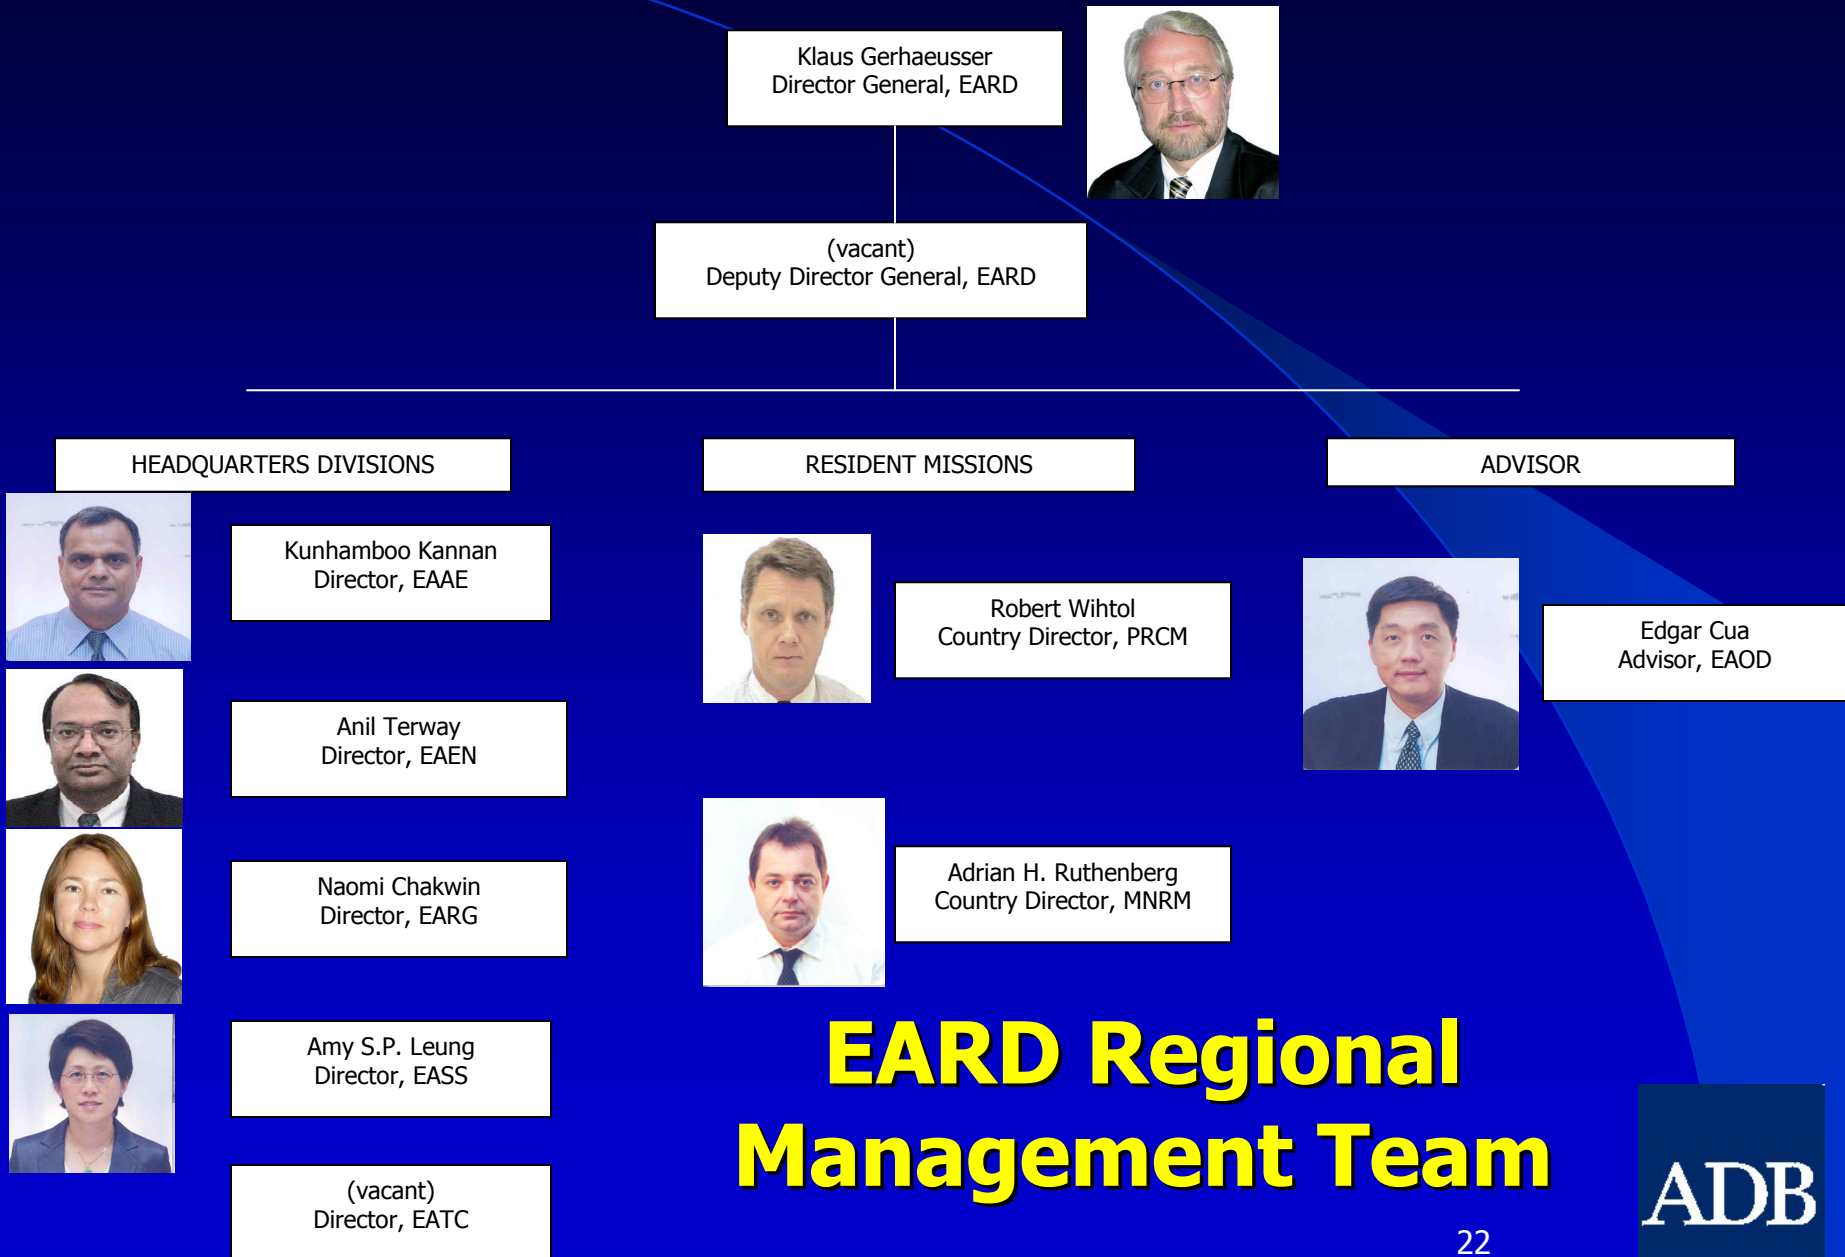 Klaus Gerhaeusser
Director General, EARD
(vacant)
Deputy Director General, EARD
HEADQUARTERS DIVISIONS
Kunhamboo Kannan
Director, EAAE
Anil Terway
Director, EAEN
Naomi Chakwin
Director, EARG
Amy S.P. Leung
Director, EASS
(vacant)
Director, EATC
RESIDENT MISSIONS
Robert Wihtol
Country Director, PRCM
Adrian H. Ruthenberg
Country Director, MNRM
ADVISOR
Edgar Cua
Advisor, EAOD
EARD Regional
Management Team
ADB
22